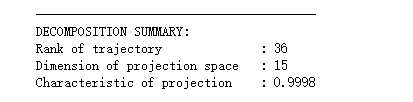 DECOMPOSITION SUMMARY:
Rank of trajectory : 36
Dimension of projection space : 15
Characteristic of projection : 0.9998